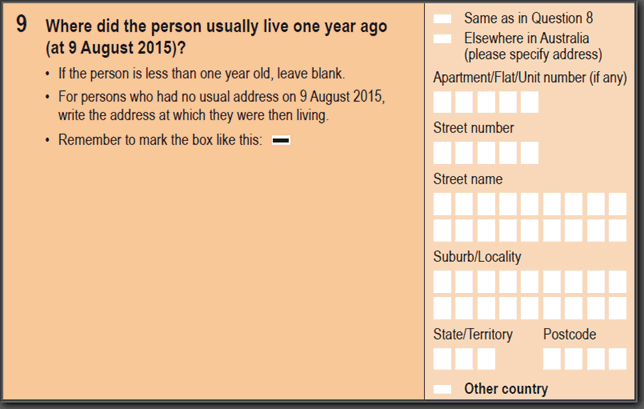 9 Where did the person usually live one year ago
(at 9 August 2015)?
• If the person is less than one year old, leave blank.
• For persons who had no usual address on 9 August 2015,
write the address at which they were then living.
• Remember to mark the box like this:
Same as in Question 8
Elsewhere in Australia
(please specify address)
Apartment/Flat/Unit number (if any)
Street number
Street name
Suburb/Locality
State/Territory Postcode
Other country